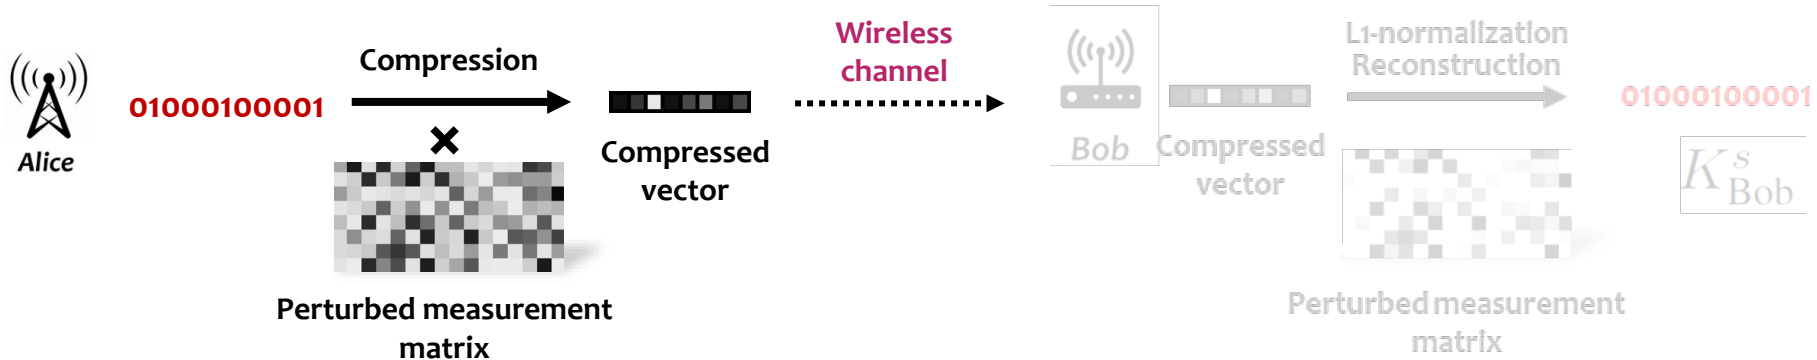 Alice
01000100001
Compression
×
Perturbed measurement
matrix
Compressed
vector
Wireless
channel
Bob
Compressed
vector
L1-normalization
Reconstruction
Perturbed measurement
matrix
01000100001
K^s_Bob